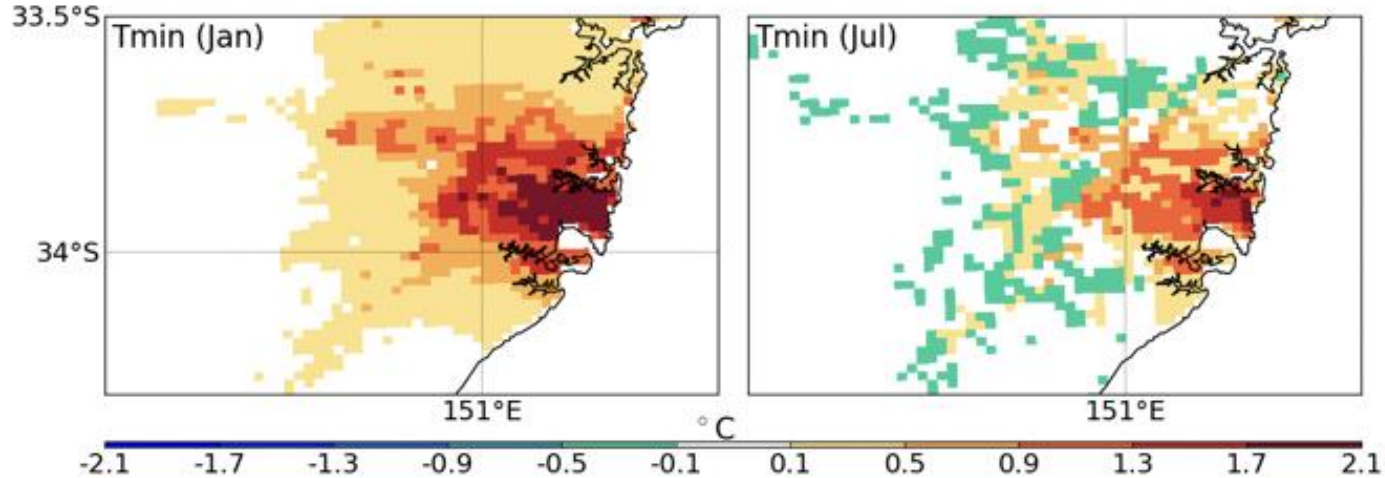 33.5°S
Tmin (Jan)
Tmin (Jul)
34°S
151°E
151°E
°C
-2.1 -1.7 -1.3 -0.9 -0.5 -0.1 0.1 0.5 0.9 1.3 1.7 2.1